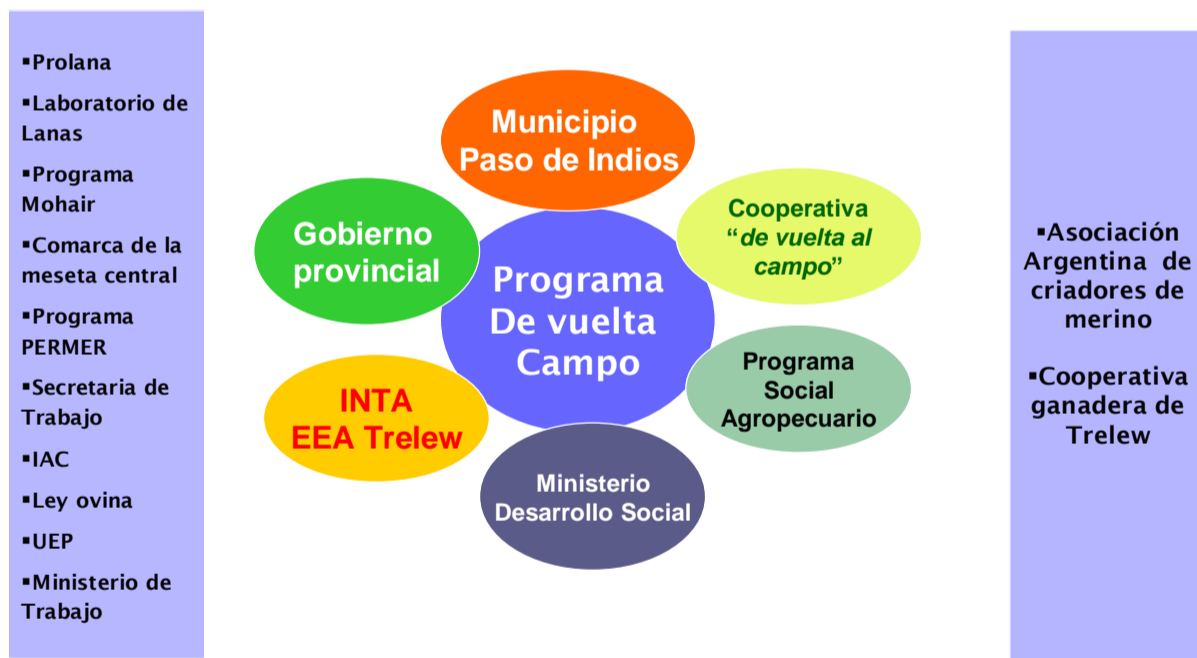 ▪Prolana
▪Laboratorio de
Lanas
▪Programa
Mohair
▪Comarca de la
meseta central
▪Programa
PERMER
▪Secretaria de
Trabajo
▪IAC
▪Ley ovina
▪UEP
▪Ministerio de
Trabajo
Municipio
Paso de Indios
Gobierno
provincial
Cooperativa
“de vuelta al
campo”
Programa
De vuelta
Campo
INTA
EEA Trelew
Programa
Social
Agropecuario
Ministerio
Desarrollo Social
▪Asociación
Argentina de
criadores de
merino
▪Cooperativa
ganadera de
Trelew